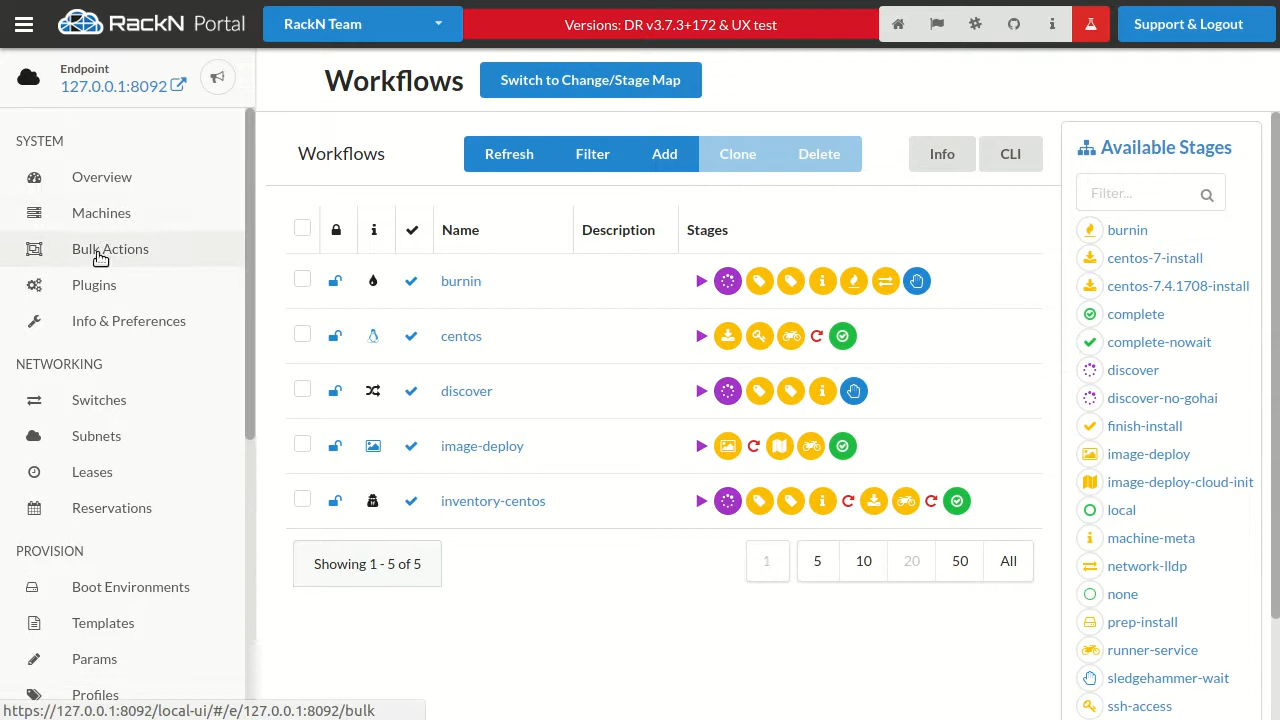 RackN Portal
RackN Team
Versions: DR v3.7.3+172 & UX test
Support & Logout
Endpoint
127.0.0.1:8092
Workflows
Switch to Change/Stage Map
SYSTEM
Overview
Machines
Bulk Actions
Plugins
Info & Preferences
NETWORKING
Switches
Subnets
Leases
Reservations
PROVISION
Boot Environments
Templates
Params
Profiles
Workflows
Refresh
Filter
Add
Clone
Delete
Info
CLI
Name
Description
Stages
burnin
centos
discover
image-deploy
inventory-centos
Showing 1 - 5 of 5
1
5
10
20
50
All
Available Stages
Filter...
burnin
centos-7-install
centos-7.4.1708-install
complete
complete-nowait
discover
discover-no-gohai
finish-install
image-deploy
image-deploy-cloud-init
local
machine-meta
network-lldp
none
prep-install
runner-service
sledgehammer-wait
ssh-access
https://127.0.0.1:8092/local-ui/#/e/127.0.0.1:8092/bulk